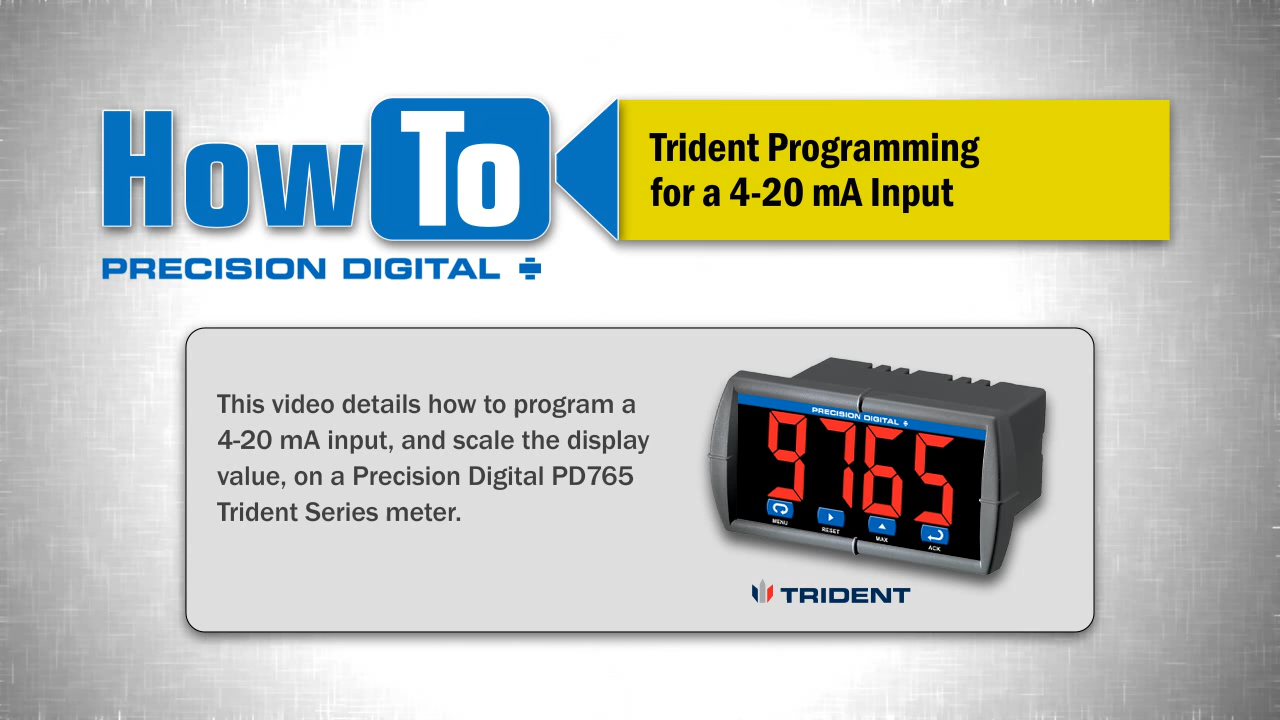 How To
PRECISION DIGITAL
Trident Programming
for a 4-20 mA Input
This video details how to program a
4-20 mA input, and scale the display
value, on a Precision Digital PD765
Trident Series meter.
PRECISION DIGITAL
9765
MENU
RESET
MAX
ACK
TRIDENT